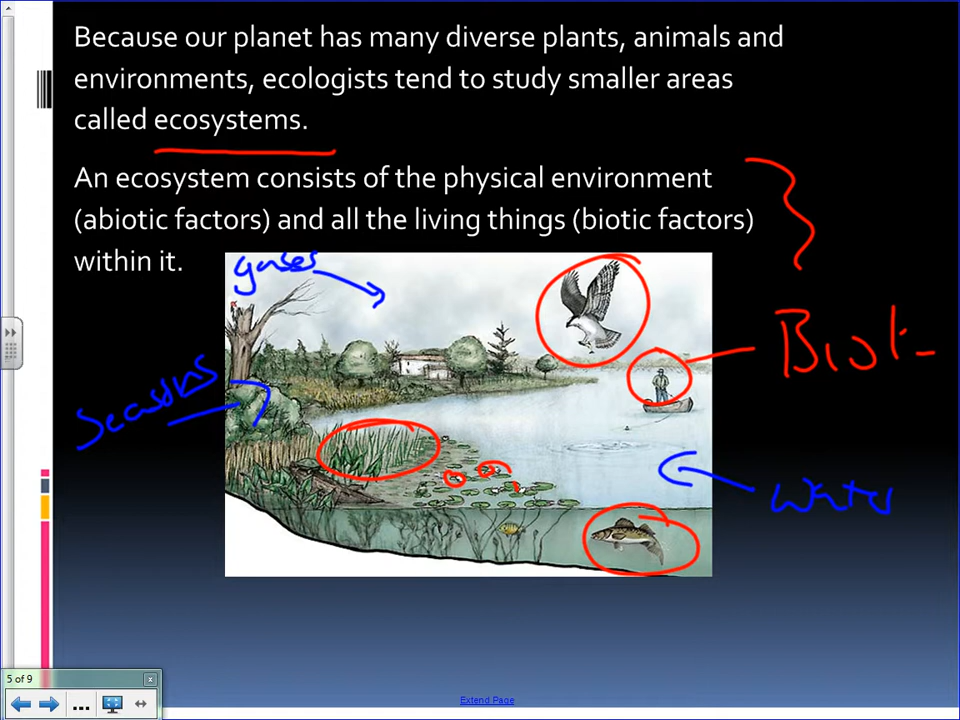 Because our planet has many diverse plants, animals and
environments, ecologists tend to study smaller areas
called ecosystems.
An ecosystem consists of the physical environment
(abiotic factors) and all the living things (biotic factors)
within it.
gases
Seasons
Biot
water
5 of 9
x
...
Extend Page